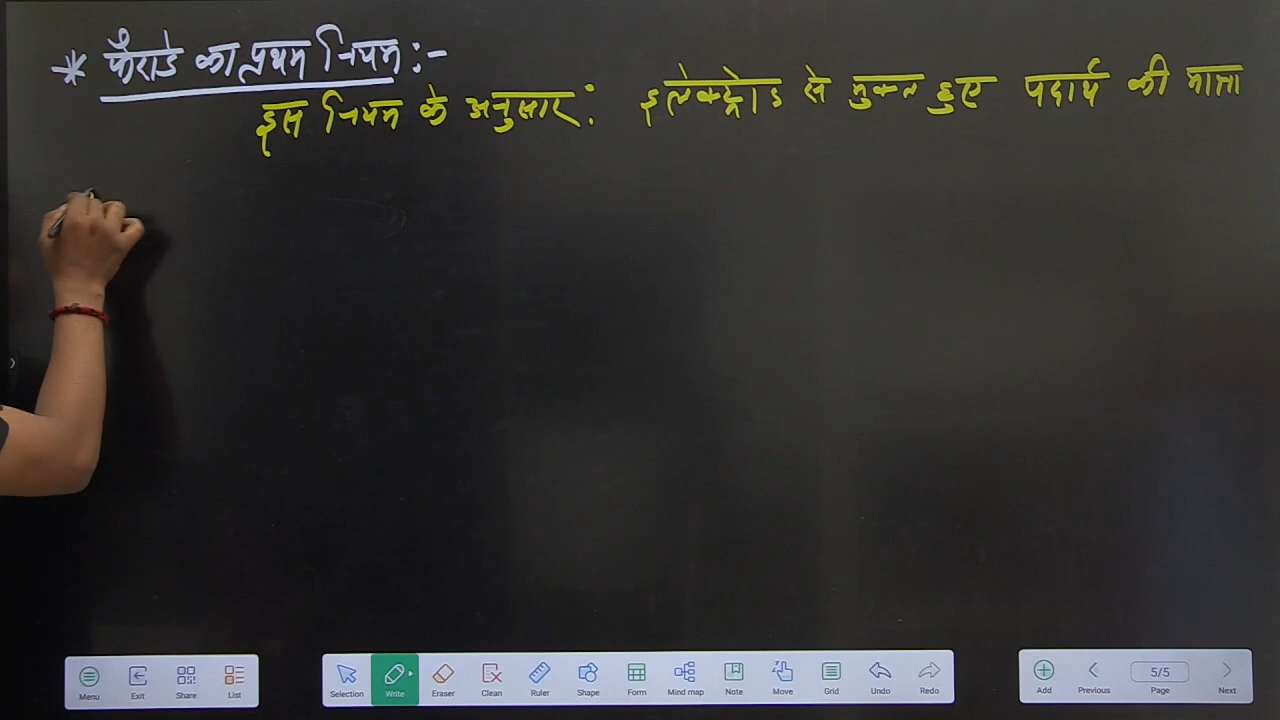 * फैराडे का प्रथम नियम :-
इस नियम के अनुसार : इलेक्ट्रोड से मुक्त हुए पदार्थ की मात्रा
Menu Exit Share List Selection Write Eraser Clean Ruler Shape Form Mind map Note Move Grid Undo Redo Add Previous 5/5 Page Next